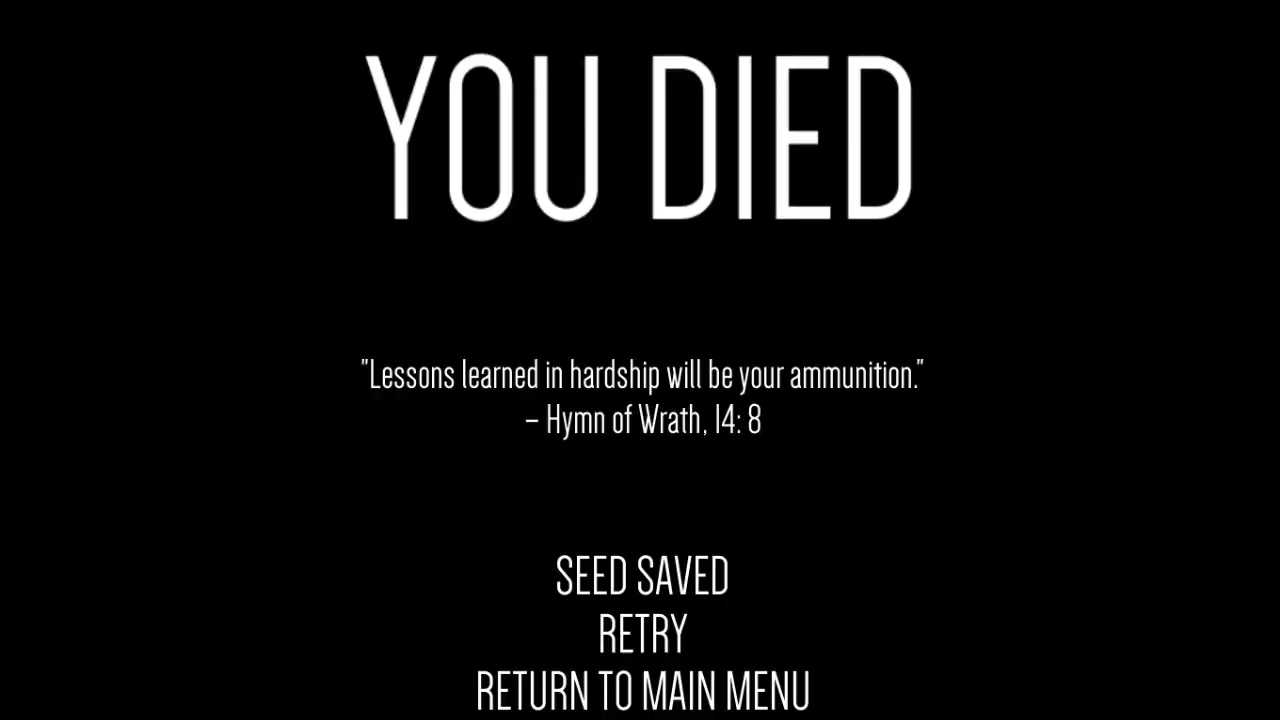 YOU DIED
"Lessons learned in hardship will be your ammunition."
– Hymn of Wrath, 14: 8
SEED SAVED
RETRY
RETURN TO MAIN MENU